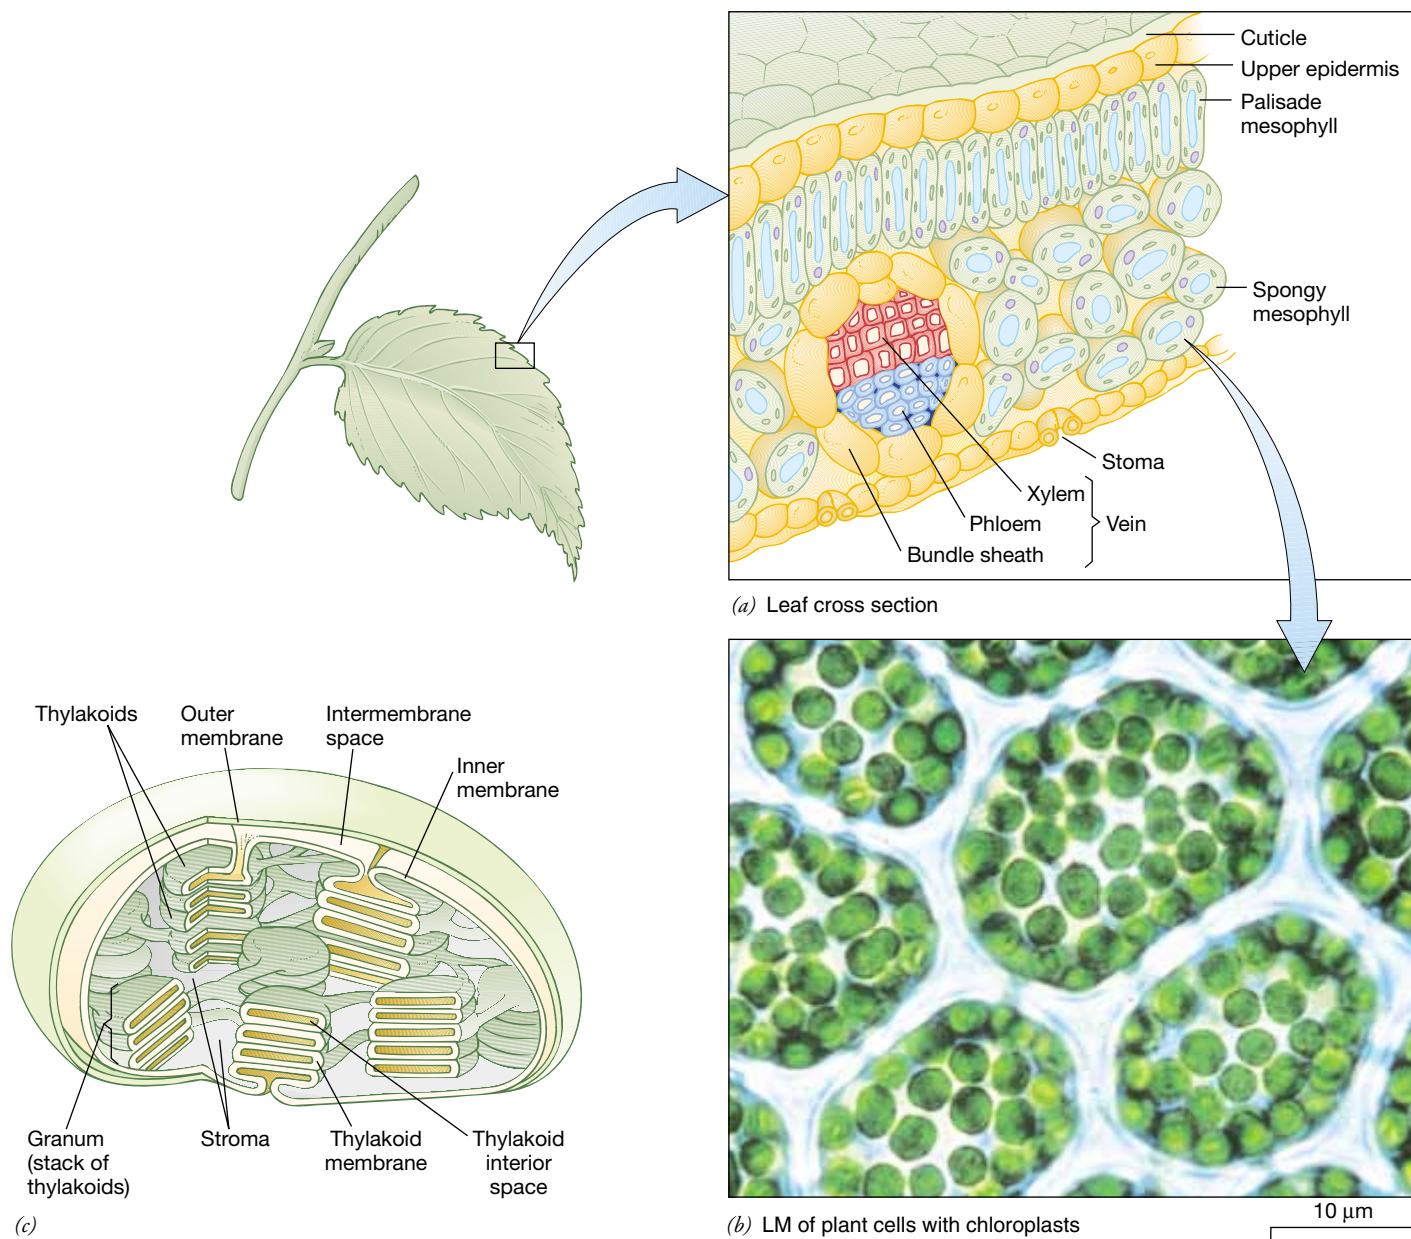 Cuticle
Upper epidermis
Palisade
mesophyll
Spongy
mesophyll
Stoma
Xylem
Phloem
Vein
Bundle sheath
(a) Leaf cross section
Thylakoids
Outer
membrane
Intermembrane
space
Inner
membrane
Granum
(stack of
thylakoids)
Stroma
Thylakoid
membrane
Thylakoid
interior
space
(c)
(b) LM of plant cells with chloroplasts
10 μm